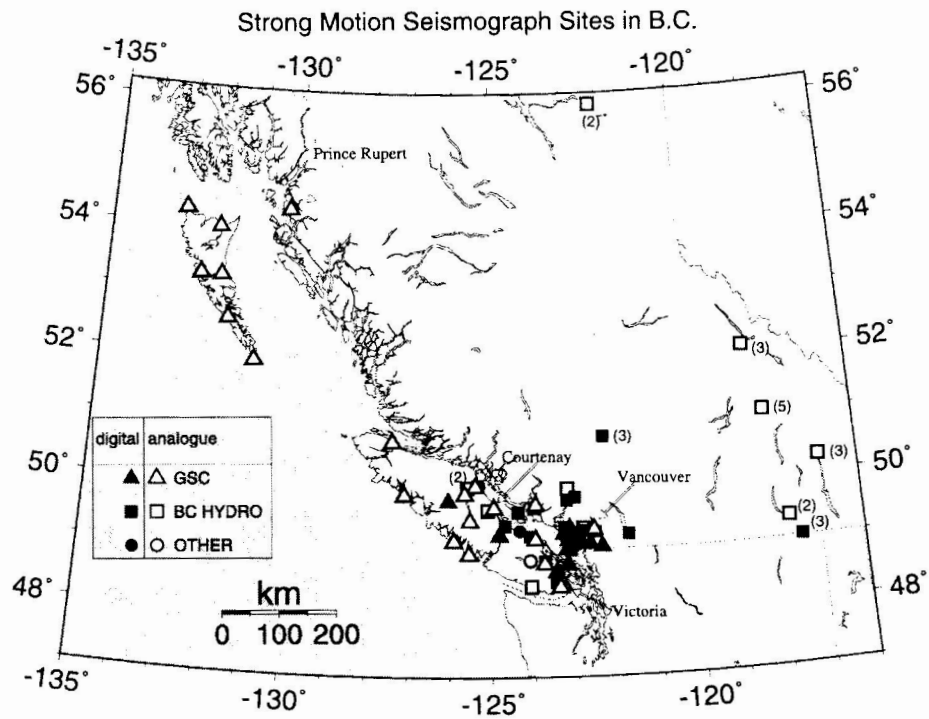 Strong Motion Seismograph Sites in B.C.
-135° -130° -125° -120°
56° 56°
(2)
Prince Rupert
54° 54°
52° 52°
(3)
(5)
digital analogue
GSC
BC HYDRO
OTHER
50° 50°
(3)
(3)
Courtenay
(2)
Vancouver
(2)
(3)
48° 48°
km
0 100 200
Victoria
-135° -130° -125° -120°